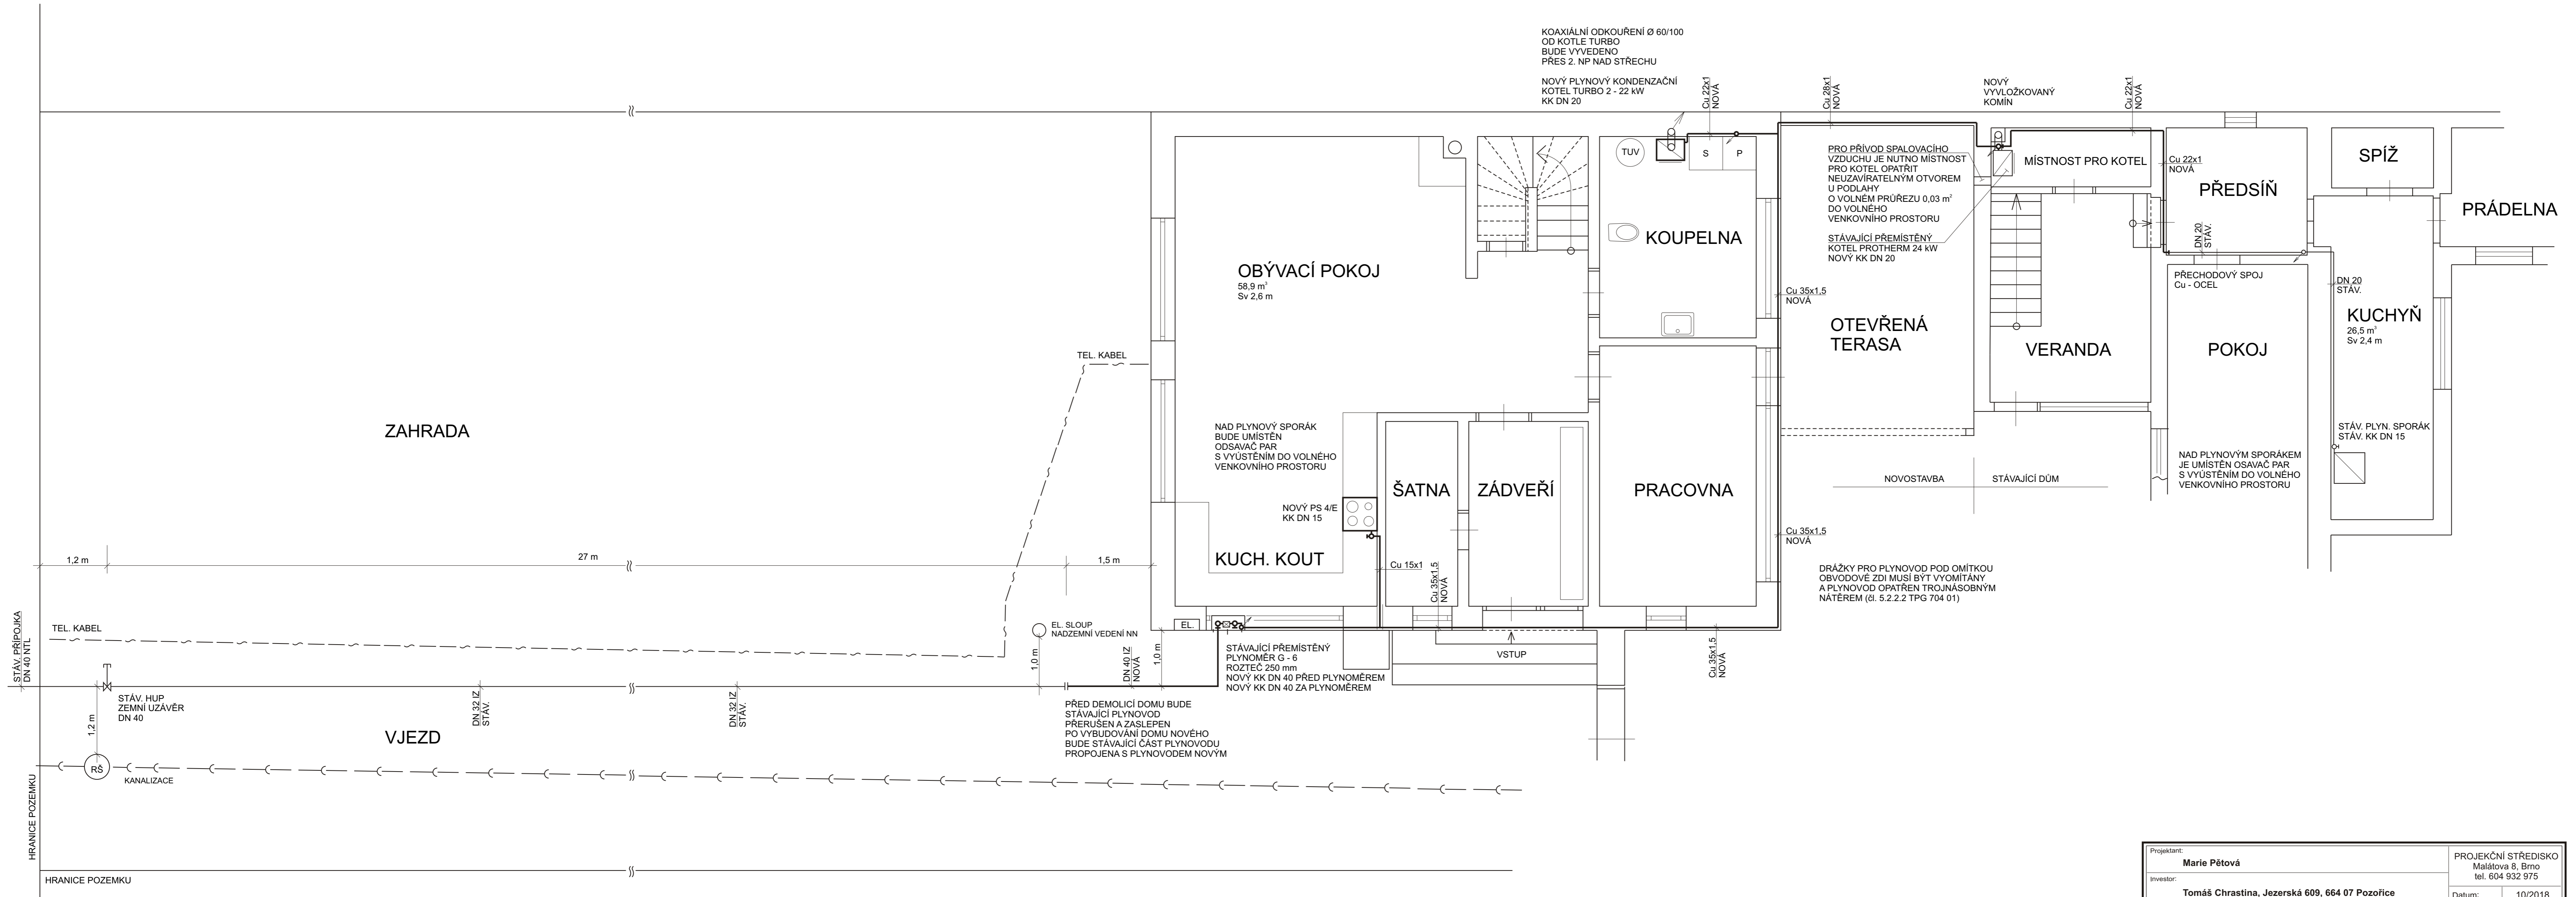 KOAXIÁLNÍ ODKOUŘENÍ Ø 60/100
OD KOTLE TURBO
BUDE VYVEDENO
PŘES 2. NP NAD STŘECHU
NOVÝ PLYNOVÝ KONDENZAČNÍ
KOTEL TURBO 2 - 22 kW
KK DN 20
Cu 22x1
NOVÁ
Cu 28x1
NOVÁ
NOVÝ
VYVLOŽKOVANÝ
KOMÍN
Cu 22x1
NOVÁ
TUV
S
P
PRO PŘÍVOD SPALOVACÍHO
VZDUCHU JE NUTNO MÍSTNOST
PRO KOTEL OPATŘIT
NEUZAVÍRATELNÝM OTVOREM
U PODLAHY
O VOLNÉM PRŮŘEZU 0,03 m²
DO VOLNÉHO
VENKOVNÍHO PROSTORU
STÁVAJÍCÍ PŘEMÍSTĚNÝ
KOTEL PROTHERM 24 kW
NOVÝ KK DN 20
MÍSTNOST PRO KOTEL
Cu 22x1
NOVÁ
PŘEDSÍŇ
SPÍŽ
PRÁDELNA
DN 20
STÁV.
PŘECHODOVÝ SPOJ
Cu - OCEL
DN 20
STÁV.
KUCHYŇ
26,5 m³
Sv 2,4 m
OBÝVACÍ POKOJ
58,9 m³
Sv 2,6 m
KOUPELNA
Cu 35x1,5
NOVÁ
OTEVŘENÁ
TERASA
VERANDA
POKOJ
TEL. KABEL
ZAHRADA
NAD PLYNOVÝ SPORÁK
BUDE UMÍSTĚN
ODSAVAČ PAR
S VYÚSTĚNÍM DO VOLNÉHO
VENKOVNÍHO PROSTORU
STÁV. PLYN. SPORÁK
STÁV. KK DN 15
NAD PLYNOVÝM SPORÁKEM
JE UMÍSTĚN OSAVAČ PAR
S VYÚSTĚNÍM DO VOLNÉHO
VENKOVNÍHO PROSTORU
NOVOSTAVBA
STÁVAJÍCÍ DŮM
ŠATNA
ZÁDVEŘÍ
PRACOVNA
NOVÝ PS 4/E
KK DN 15
KUCH. KOUT
Cu 15x1
Cu 35x1,5
NOVÁ
Cu 35x1,5
NOVÁ
DRÁŽKY PRO PLYNOVOD POD OMÍTKOU
OBVODOVÉ ZDI MUSÍ BÝT VYOMÍTÁNY
A PLYNOVOD OPATŘEN TROJNÁSOBNÝM
NÁTĚREM (čl. 5.2.2.2 TPG 704 01)
1,2 m
27 m
1,5 m
STÁV. PŘÍPOJKA
DN 40 NTL
TEL. KABEL
EL. SLOUP
NADZEMNÍ VEDENÍ NN
1,0 m
DN 40 IZ
NOVÁ
1,0 m
EL.
STÁVAJÍCÍ PŘEMÍSTĚNÝ
PLYNOMĚR G - 6
ROZTEČ 250 mm
NOVÝ KK DN 40 PŘED PLYNOMĚREM
NOVÝ KK DN 40 ZA PLYNOMĚREM
VSTUP
Cu 35x1,5
NOVÁ
STÁV. HUP
ZEMNÍ UZÁVĚR
DN 40
1,2 m
DN 32 IZ
STÁV.
DN 32 IZ
STÁV.
PŘED DEMOLICÍ DOMU BUDE
STÁVAJÍCÍ PLYNOVOD
PŘERUŠEN A ZASLEPEN
PO VYBUDOVÁNÍ DOMU NOVÉHO
BUDE STÁVAJÍCÍ ČÁST PLYNOVODU
PROPOJENA S PLYNOVODEM NOVÝM
VJEZD
RŠ
KANALIZACE
HRANICE POZEMKU
HRANICE POZEMKU
Projektant:
Marie Pětová
PROJEKČNÍ STŘEDISKO
Malátova 8, Brno
tel. 604 932 975
Investor:
Tomáš Chrastina, Jezerská 609, 664 07 Pozořice
Datum:
10/2018